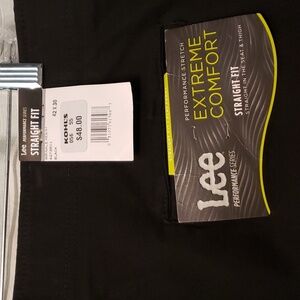 Lee
PERFORMANCE SERIES
STRAIGHT FIT
42 X 30
KOHL'S
$48.00
PERFORMANCE STRETCH
EXTREME
COMFORT
STRAIGHT FIT
STRAIGHT IN THE SEAT & THIGH
Lee
PERFORMANCE SERIES